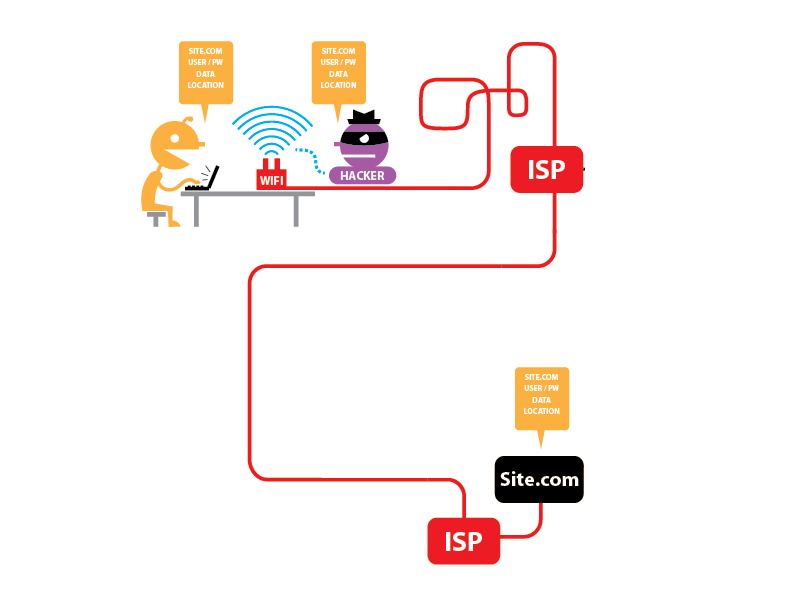 SITE.COM
USER / PW
DATA
LOCATION
SITE.COM
USER / PW
DATA
LOCATION
WIFI
HACKER
ISP
SITE.COM
USER / PW
DATA
LOCATION
Site.com
ISP